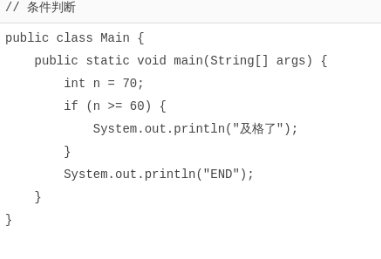 // 条件判断
public class Main {
    public static void main(String[] args) {
        int n = 70;
        if (n >= 60) {
            System.out.println("及格了");
        }
        System.out.println("END");
    }
}